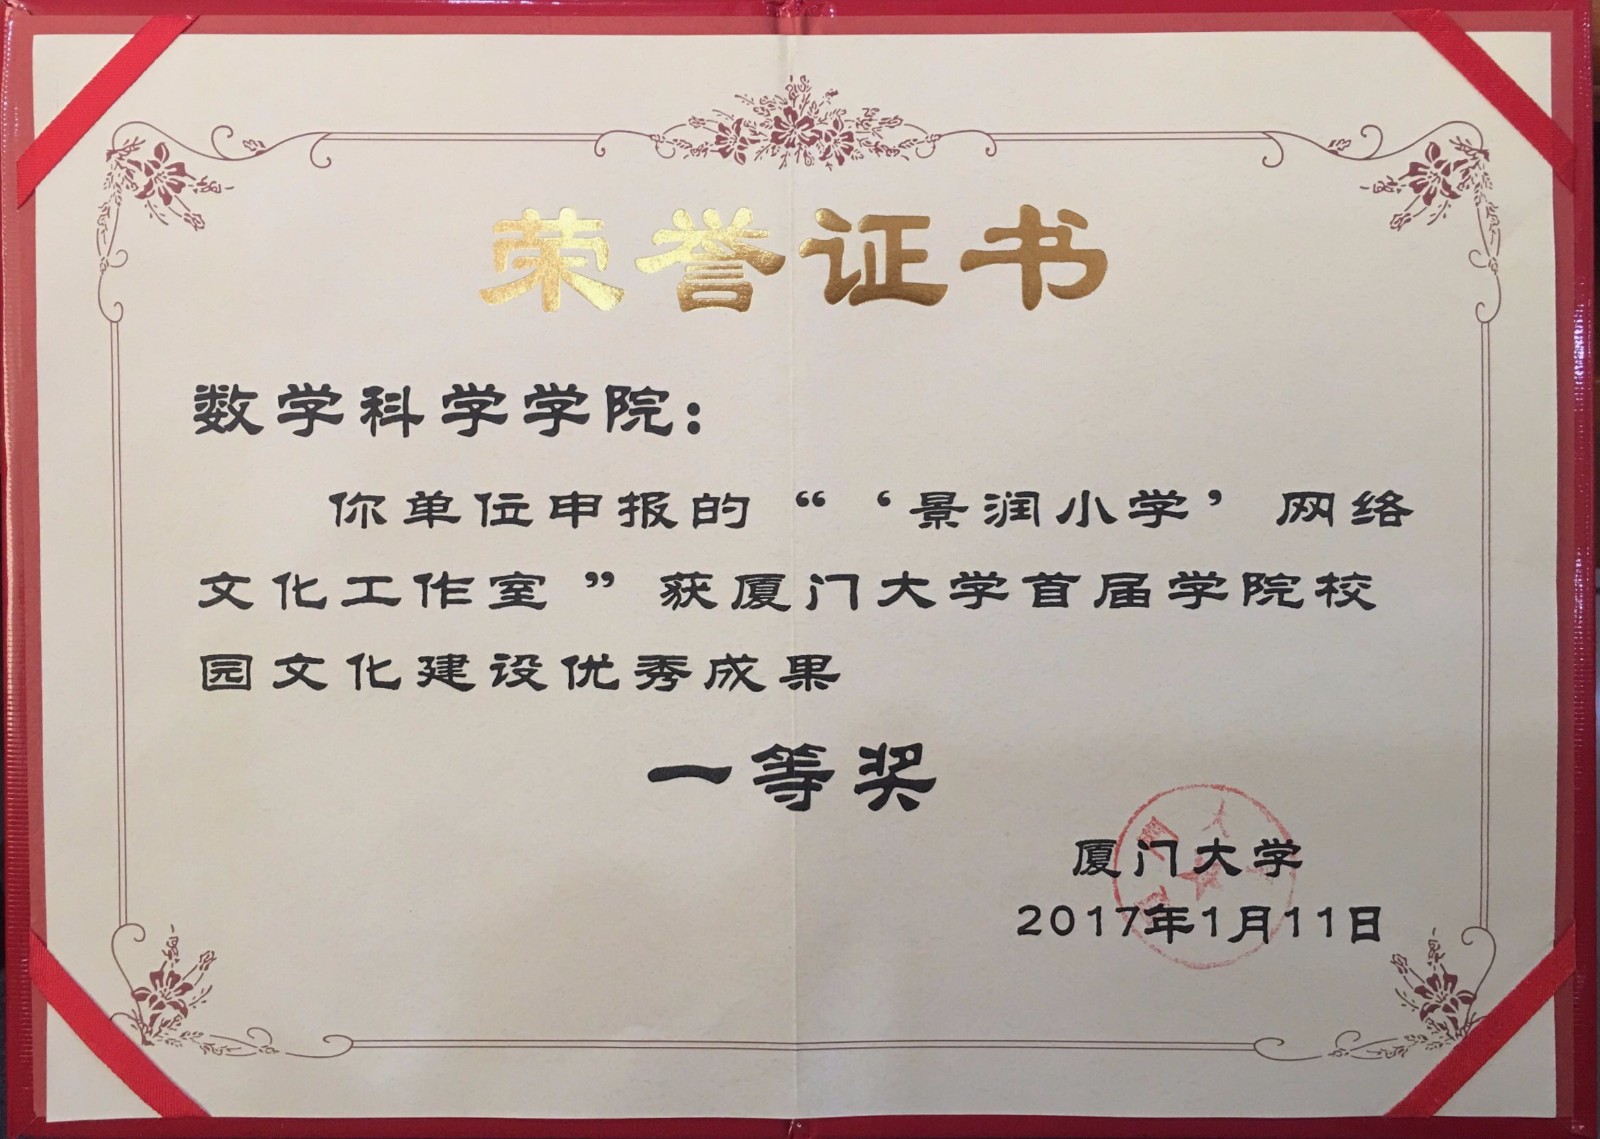 荣誉证书
数学科学学院：
你单位申报的“‘景润小学’网络
文化工作室”获厦门大学首届学院校
园文化建设优秀成果
一等奖
厦门大学
2017年1月11日